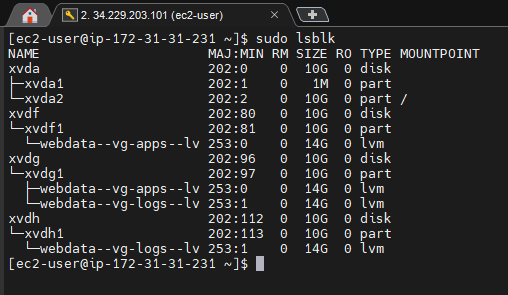 2. 34.229.203.101 (ec2-user)
[ec2-user@ip-172-31-31-231 ~]$ sudo lsblk
NAME                      MAJ:MIN RM SIZE RO TYPE MOUNTPOINT
xvda                      202:0    0  10G  0 disk
├─xvda1                   202:1    0   1M  0 part
└─xvda2                   202:2    0  10G  0 part /
xvdf                      202:80   0  10G  0 disk
└─xvdf1                   202:81   0  10G  0 part
  └─webdata--vg-apps--lv 253:0    0  14G  0 lvm
xvdg                      202:96   0  10G  0 disk
└─xvdg1                   202:97   0  10G  0 part
  ├─webdata--vg-apps--lv 253:0    0  14G  0 lvm
  └─webdata--vg-logs--lv 253:1    0  14G  0 lvm
xvdh                      202:112  0  10G  0 disk
└─xvdh1                   202:113  0  10G  0 part
  └─webdata--vg-logs--lv 253:1    0  14G  0 lvm
[ec2-user@ip-172-31-31-231 ~]$